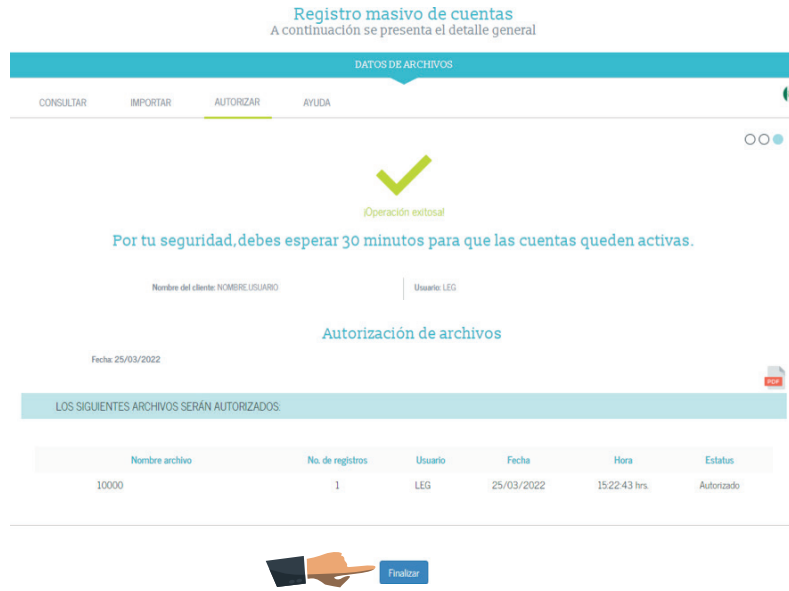 Registro masivo de cuentas
A continuación se presenta el detalle general
DATOS DE ARCHIVOS
CONSULTAR IMPORTAR AUTORIZAR AYUDA
¡Operación exitosa!
Por tu seguridad, debes esperar 30 minutos para que las cuentas queden activas.
Nombre del cliente: NOMBRE,USUARIO Usuario: LEG
Autorización de archivos
Fecha: 25/03/2022
PDF
LOS SIGUIENTES ARCHIVOS SERÁN AUTORIZADOS:
Nombre archivo No. de registros Usuario Fecha Hora Estatus
10000 1 LEG 25/03/2022 15:22:43 hrs. Autorizado
Finalizar